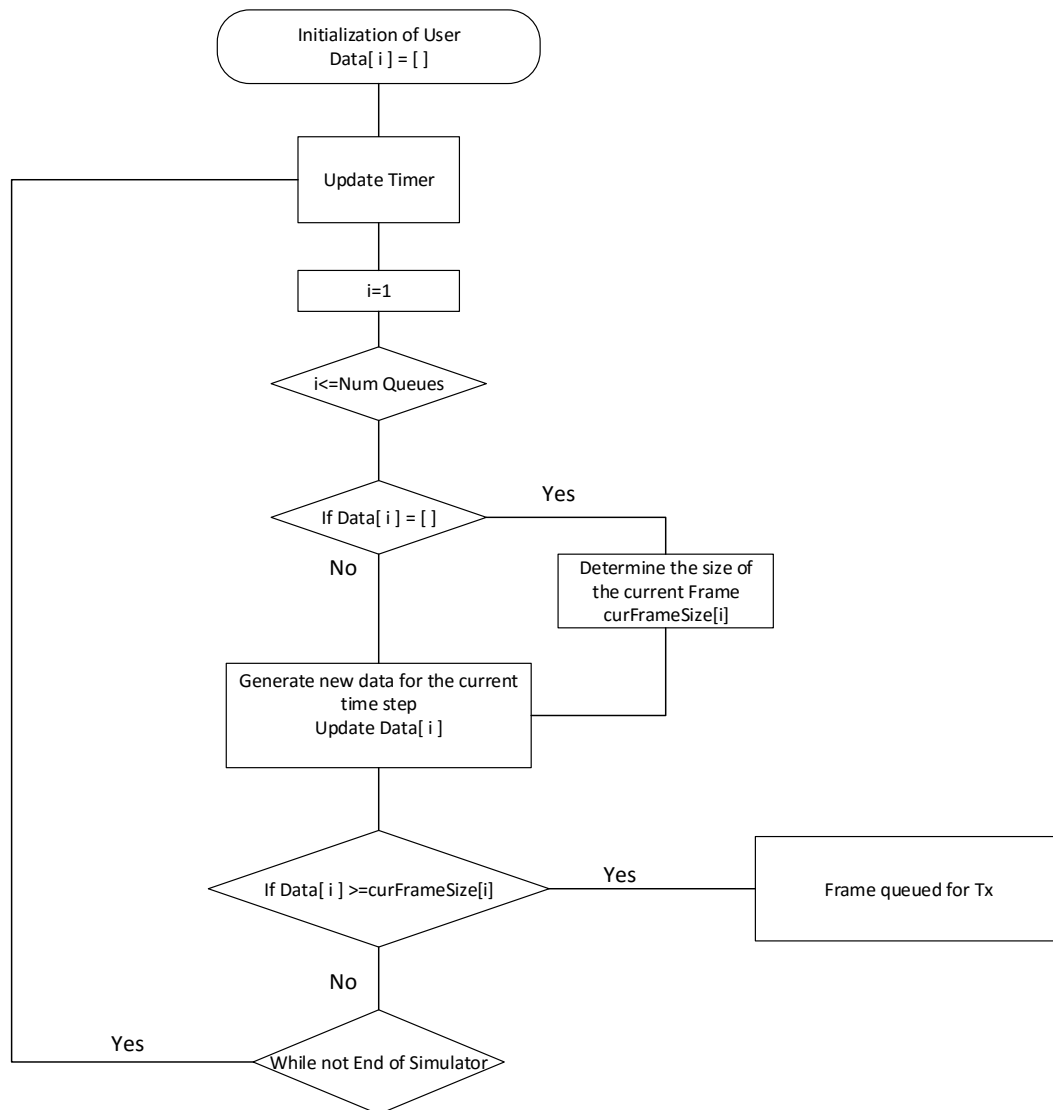 Initialization of User
Data[ i ] = [ ]
Update Timer
i=1
i<=Num Queues
If Data[ i ] = [ ]
Yes
No
Determine the size of
the current Frame
curFrameSize[i]
Generate new data for the current
time step
Update Data[ i ]
If Data[ i ] >=curFrameSize[i]
Yes
Frame queued for Tx
No
While not End of Simulator
Yes